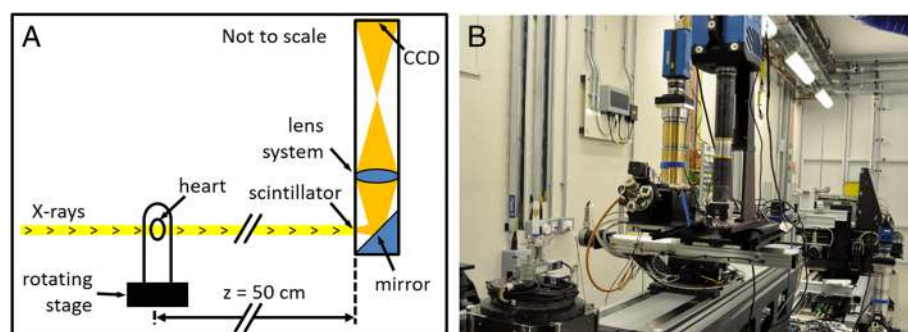 A
Not to scale
CCD
lens
system
heart
scintillator
X-rays
> > > > > > > > > > > >
mirror
rotating
stage
z = 50 cm
B